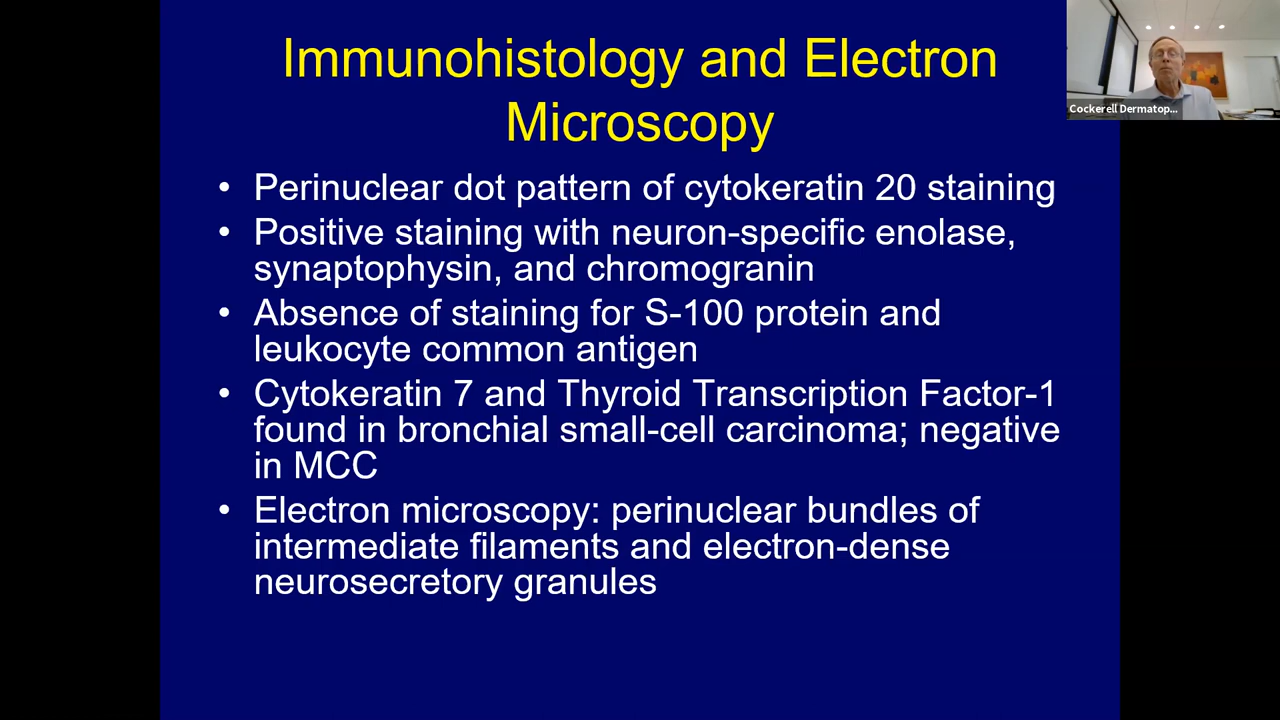 Immunohistology and Electron
Microscopy
Cockerell Dermatop...
• Perinuclear dot pattern of cytokeratin 20 staining
• Positive staining with neuron-specific enolase,
synaptophysin, and chromogranin
• Absence of staining for S-100 protein and
leukocyte common antigen
• Cytokeratin 7 and Thyroid Transcription Factor-1
found in bronchial small-cell carcinoma; negative
in MCC
• Electron microscopy: perinuclear bundles of
intermediate filaments and electron-dense
neurosecretory granules